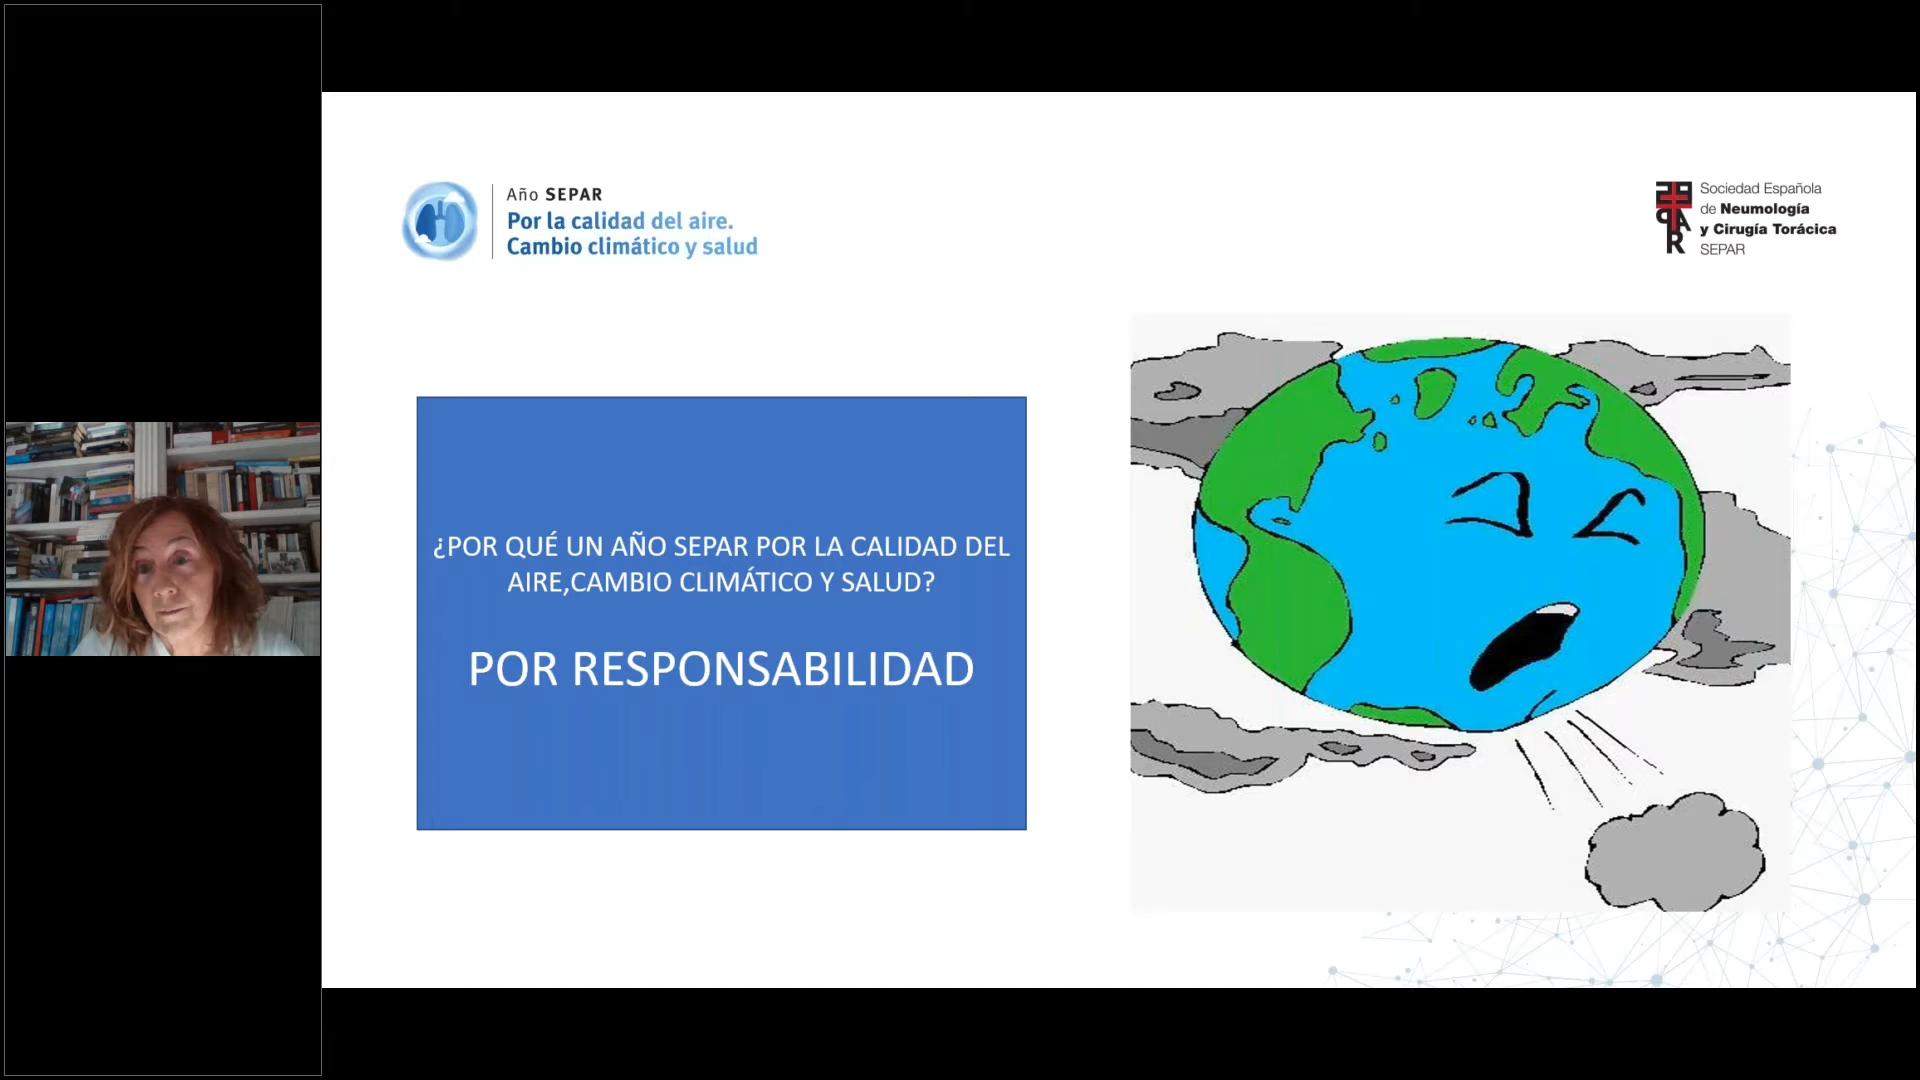 Año SEPAR
Por la calidad del aire.
Cambio climático y salud
Sociedad Española
de Neumología
y Cirugía Torácica
SEPAR
¿POR QUÉ UN AÑO SEPAR POR LA CALIDAD DEL
AIRE,CAMBIO CLIMÁTICO Y SALUD?
POR RESPONSABILIDAD